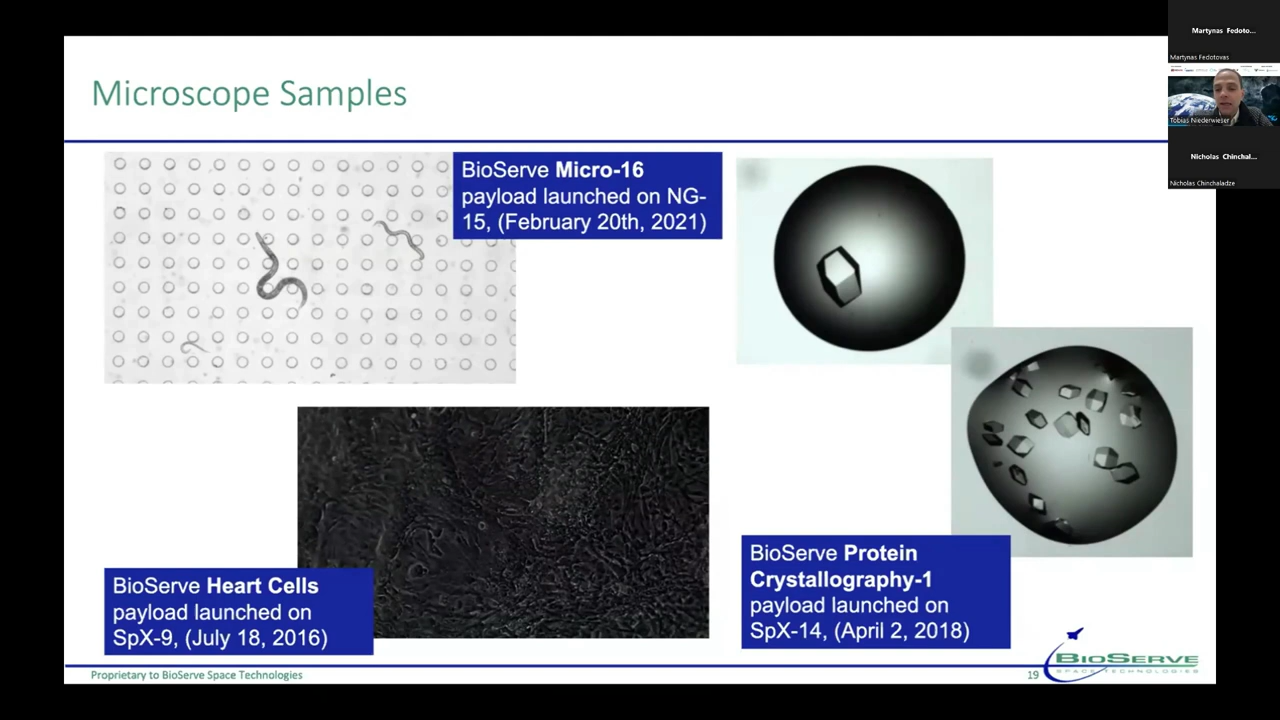 Microscope Samples
BioServe Micro-16
payload launched on NG-
15, (February 20th, 2021)
BioServe Heart Cells
payload launched on
SpX-9, (July 18, 2016)
BioServe Protein
Crystallography-1
payload launched on
SpX-14, (April 2, 2018)
Proprietary to BioServe Space Technologies
19
BIOSERVE
SPACE TECHNOLOGIES
Martynas Fedoto...
Martynas Fedotovas
Tobias Niederwieser
Nicholas Chinchal...
Nicholas Chinchaladze